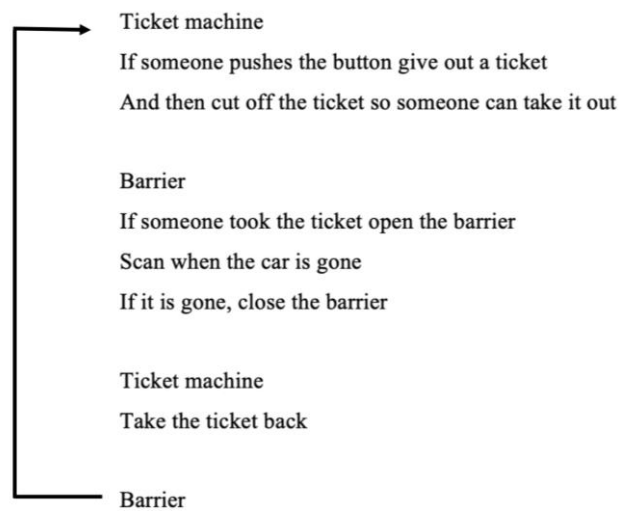 Ticket machine
If someone pushes the button give out a ticket
And then cut off the ticket so someone can take it out
Barrier
If someone took the ticket open the barrier
Scan when the car is gone
If it is gone, close the barrier
Ticket machine
Take the ticket back
Barrier